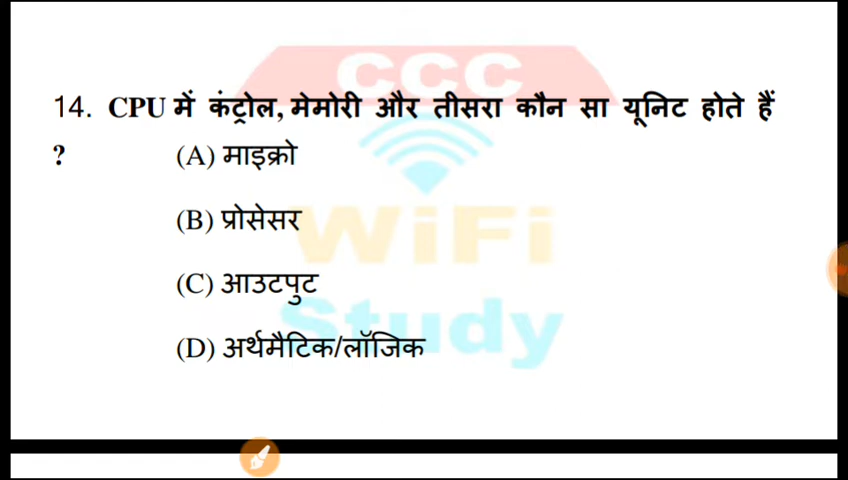 CCC
14. CPU में कंट्रोल, मेमोरी और तीसरा कौन सा यूनिट होते हैं
? (A) माइक्रो
(B) प्रोसेसर
WiFi
(C) आउटपुट
Study
(D) अर्थमैटिक/लॉजिक